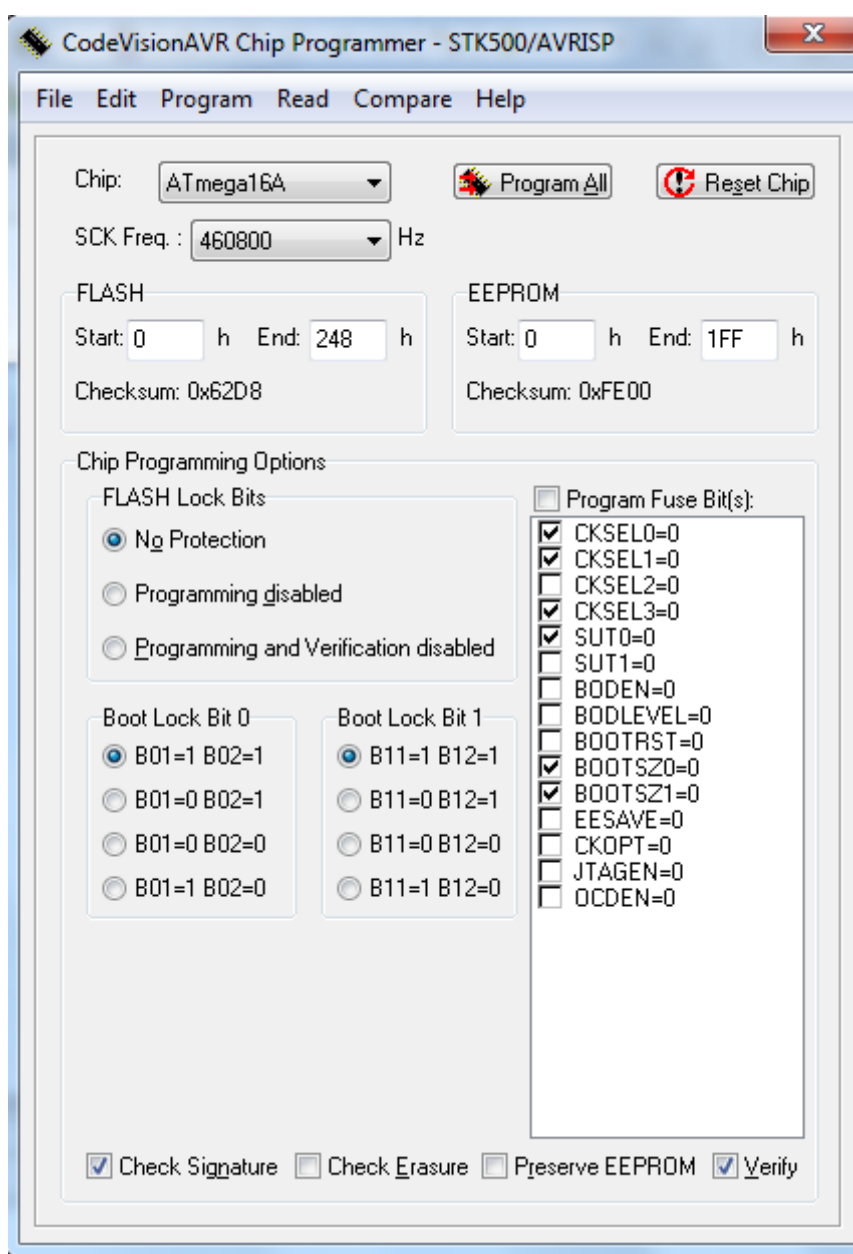 CodeVisionAVR Chip Programmer - STK500/AVRISP
File Edit Program Read Compare Help
Chip: ATmega16A Program All Reset Chip
SCK Freq. : 460800 Hz
FLASH
Start: 0 h End: 248 h
Checksum: 0x62D8
EEPROM
Start: 0 h End: 1FF h
Checksum: 0xFE00
Chip Programming Options
FLASH Lock Bits
No Protection
Programming disabled
Programming and Verification disabled
Boot Lock Bit 0
B01=1 B02=1
B01=0 B02=1
B01=0 B02=0
B01=1 B02=0
Boot Lock Bit 1
B11=1 B12=1
B11=0 B12=1
B11=0 B12=0
B11=1 B12=0
Program Fuse Bit(s):
CKSEL0=0
CKSEL1=0
CKSEL2=0
CKSEL3=0
SUT0=0
SUT1=0
BODEN=0
BODLEVEL=0
BOOTRST=0
BOOTSZ0=0
BOOTSZ1=0
EESAVE=0
CKOPT=0
JTAGEN=0
OCDEN=0
Check Signature Check Erasure Preserve EEPROM Verify